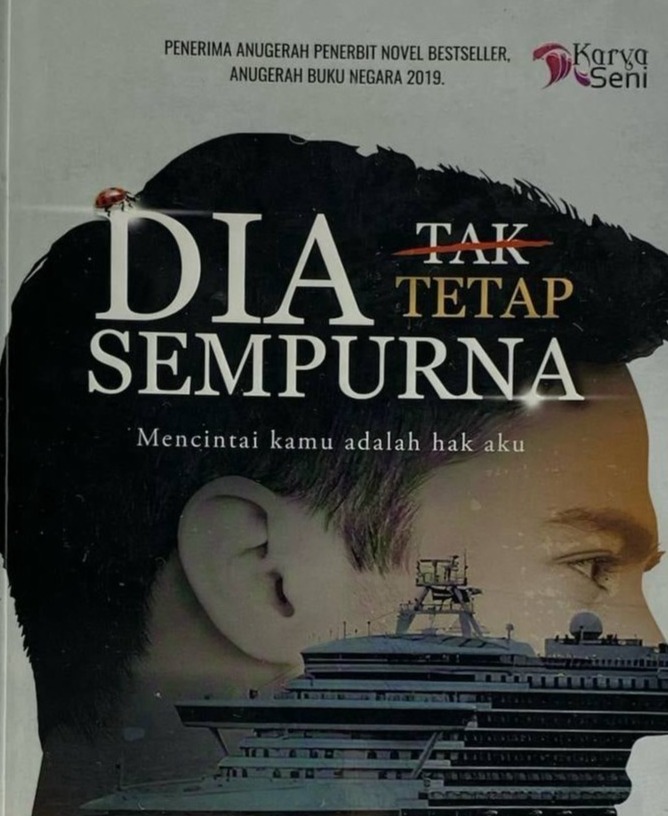 PENERIMA ANUGERAH PENERBIT NOVEL BESTSELLER,
ANUGERAH BUKU NEGARA 2019.
Karya
Seni
DIA TAK
TETAP
SEMPURNA
Mencintai kamu adalah hak aku